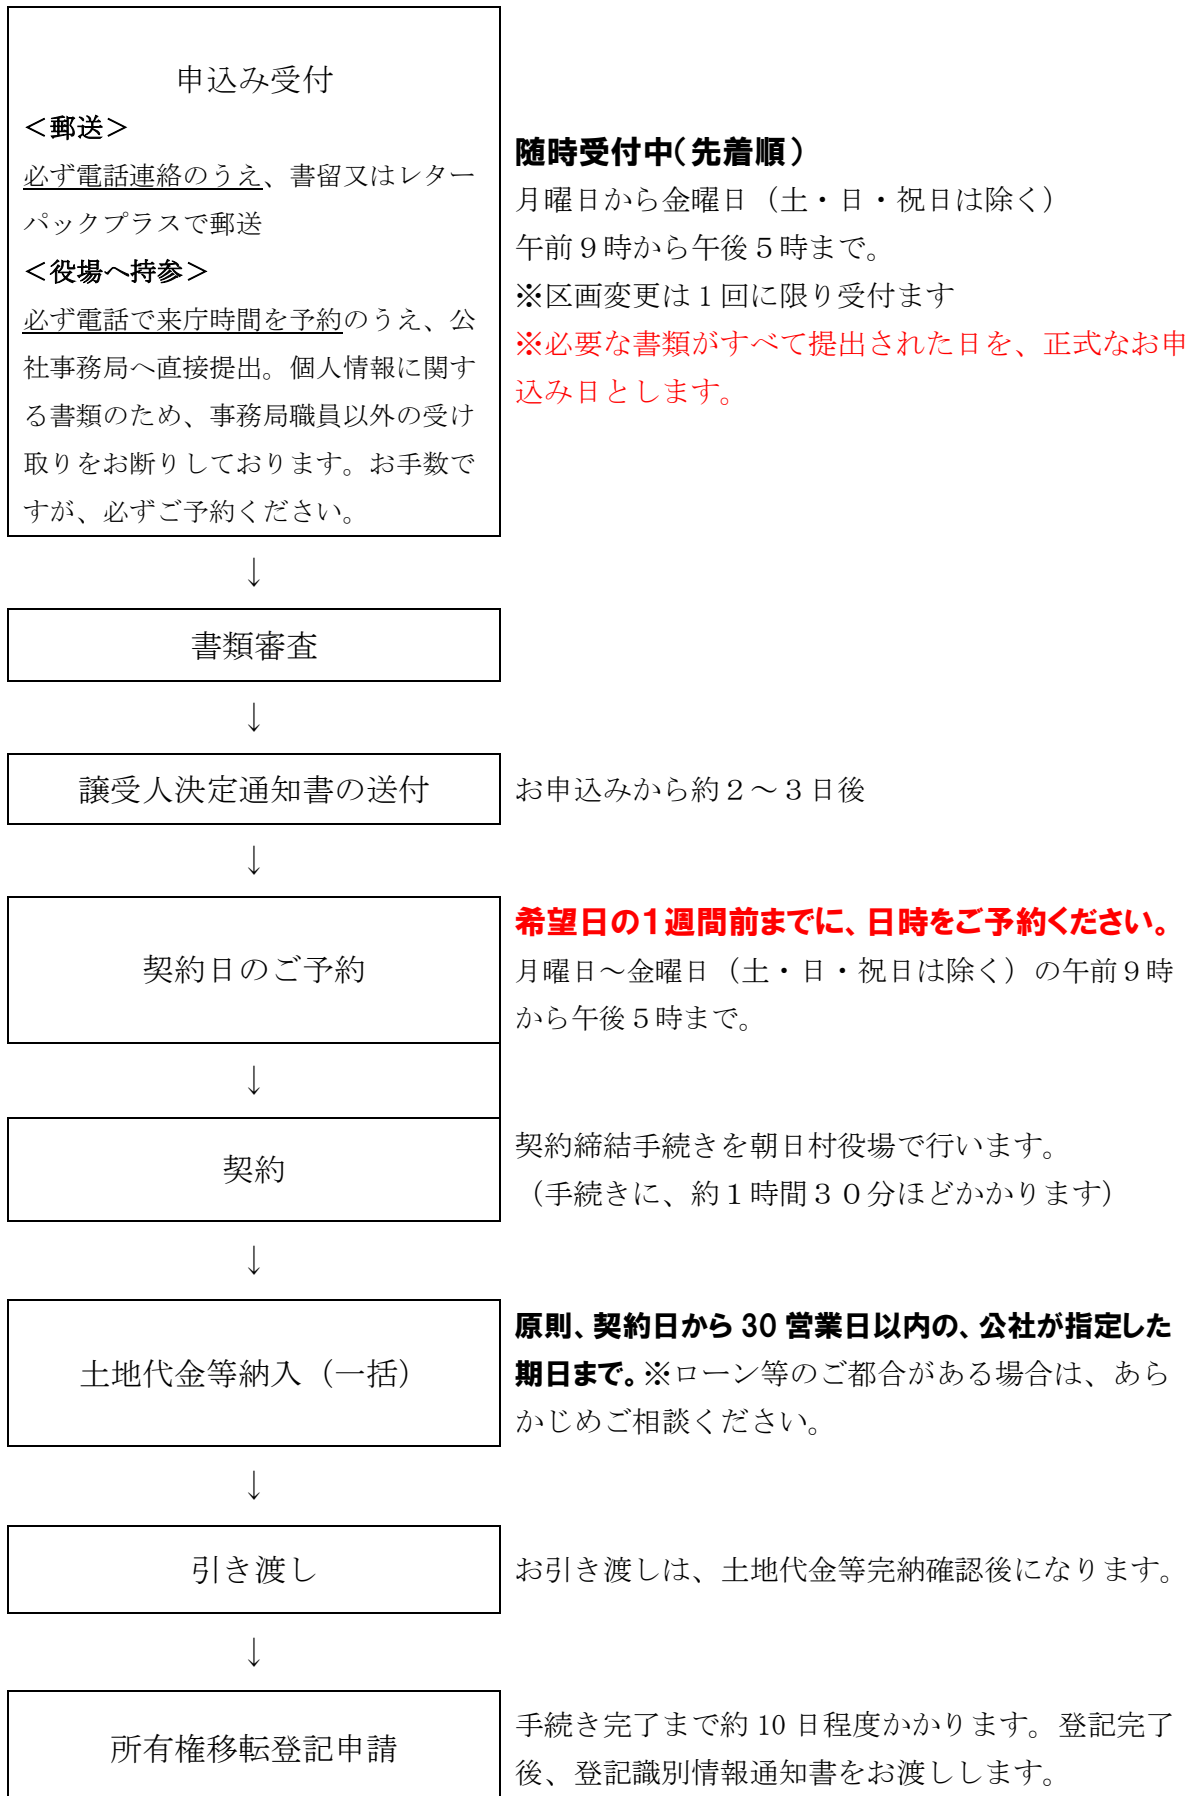 申込み受付
＜郵送＞
必ず電話連絡のうえ、書留又はレター
パックプラスで郵送
＜役場へ持参＞
必ず電話で来庁時間を予約のうえ、公
社事務局へ直接提出。個人情報に関す
る書類のため、事務局職員以外の受け
取りをお断りしております。お手数で
すが、必ずご予約ください。
随時受付中（先着順）
月曜日から金曜日（土・日・祝日は除く）
午前９時から午後５時まで。
※区画変更は１回に限り受付ます
※必要な書類がすべて提出された日を、正式なお申
込み日とします。
↓
書類審査
↓
譲受人決定通知書の送付
お申込みから約２～３日後
↓
契約日のご予約
希望日の１週間前までに、日時をご予約ください。
月曜日～金曜日（土・日・祝日は除く）の午前９時
から午後５時まで。
↓
契約
契約締結手続きを朝日村役場で行います。
（手続きに、約１時間３０分ほどかかります）
↓
土地代金等納入（一括）
原則、契約日から 30 営業日以内の、公社が指定した
期日まで。※ローン等のご都合がある場合は、あら
かじめご相談ください。
↓
引き渡し
お引き渡しは、土地代金等完納確認後になります。
↓
所有権移転登記申請
手続き完了まで約 10 日程度かかります。登記完了
後、登記識別情報通知書をお渡しします。